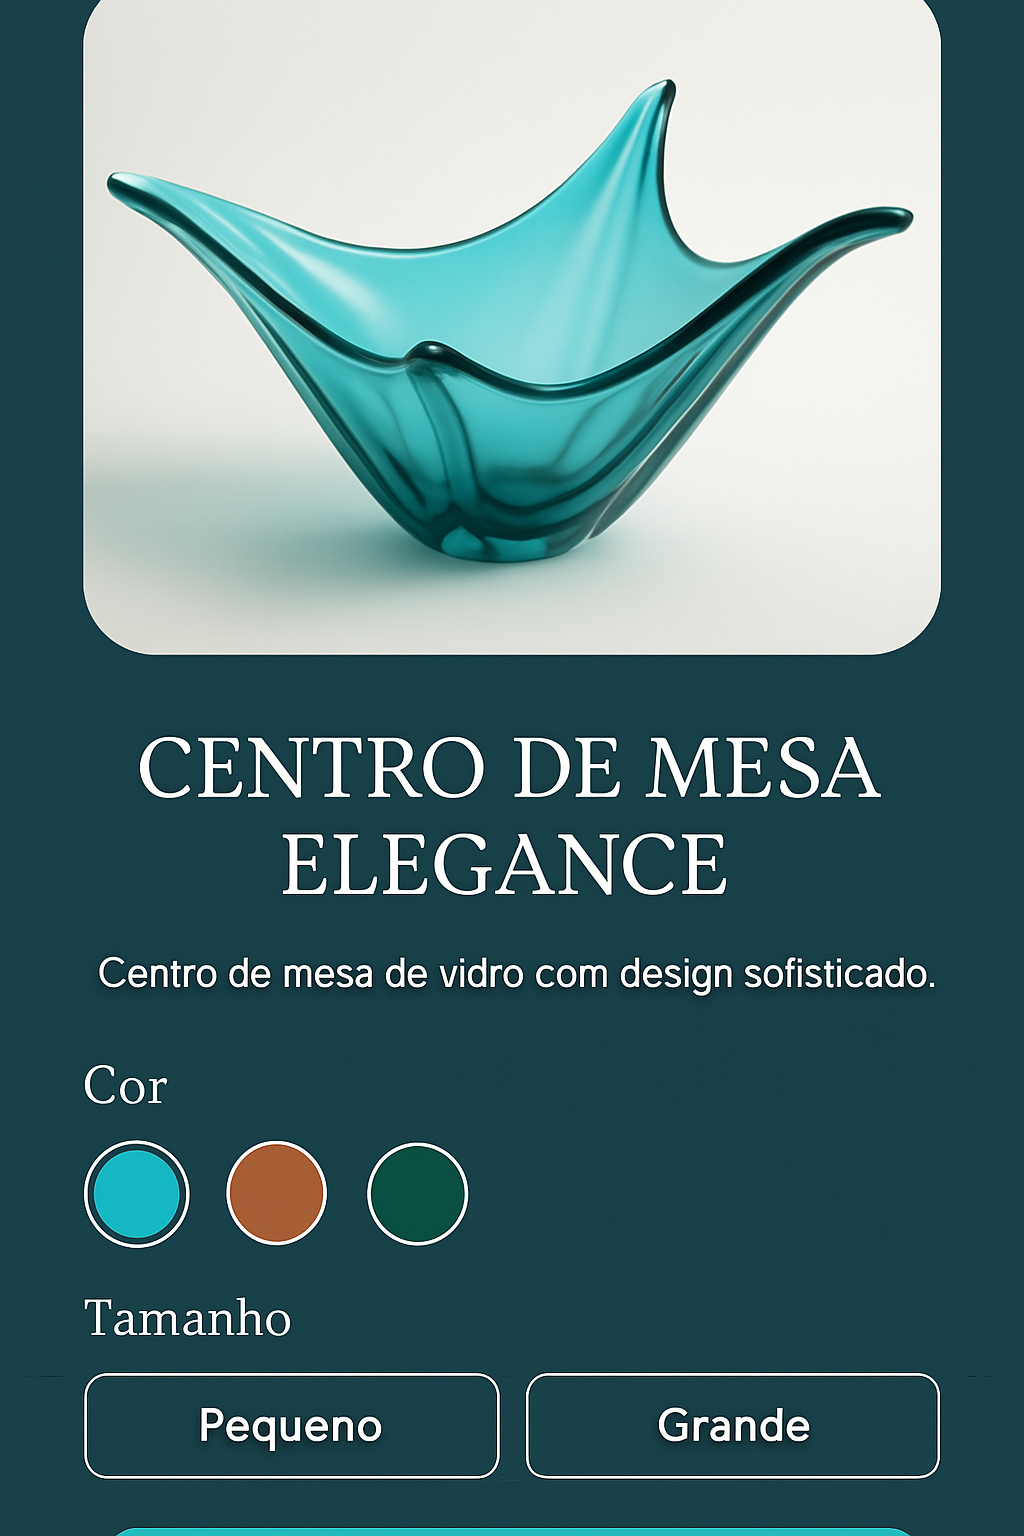 CENTRO DE MESA
ELEGANCE
Centro de mesa de vidro com design sofisticado.
Cor
Tamanho
Pequeno
Grande